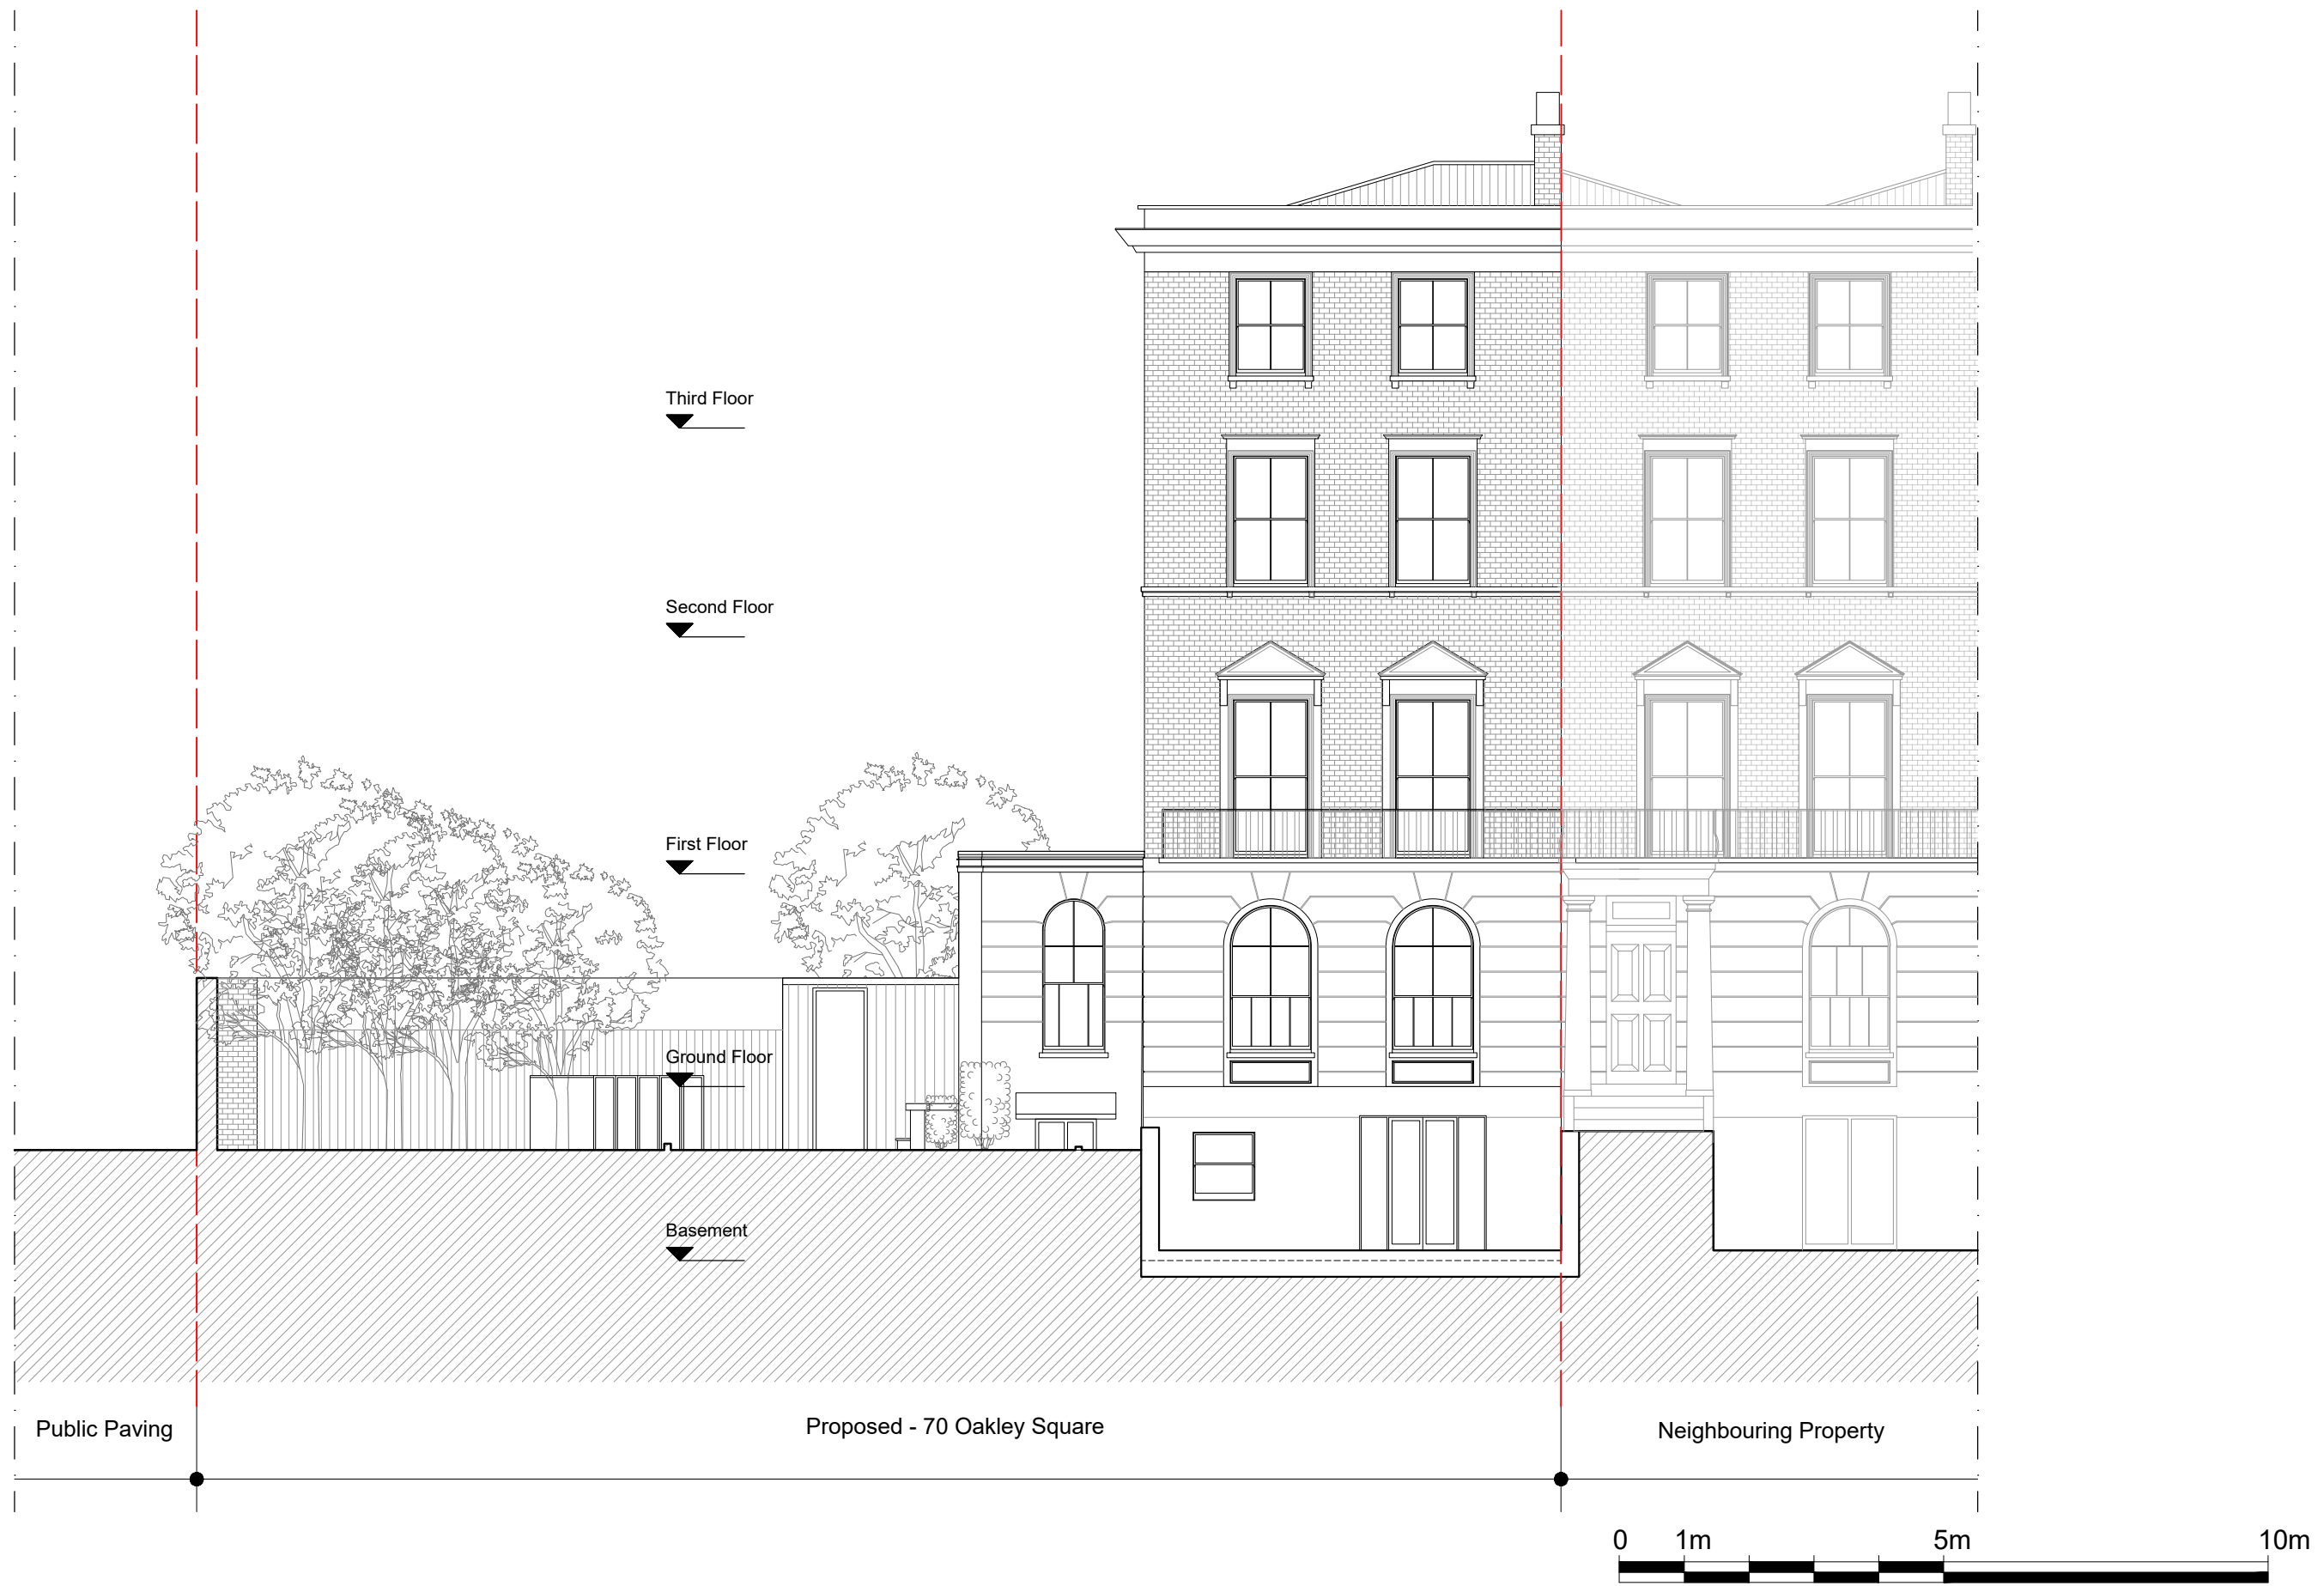 Third Floor
Second Floor
First Floor
Ground Floor
Basement
Public Paving
Proposed - 70 Oakley Square
Neighbouring Property
0 1m 5m 10m